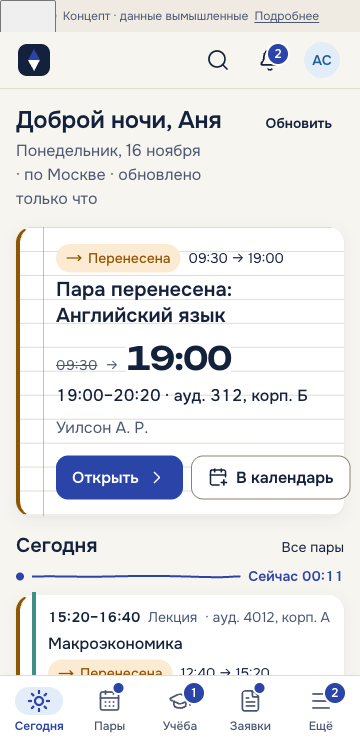 Концепт · данные вымышленные Подробнее
2
АС
Доброй ночи, Аня
Обновить
Понедельник, 16 ноября
· по Москве · обновлено
только что
→ Перенесена 09:30 → 19:00
Пара перенесена:
Английский язык
09:30 → 19:00
19:00–20:20 · ауд. 312, корп. Б
Уилсон А. Р.
Открыть
В календарь
Сегодня
Все пары
Сейчас 00:11
15:20–16:40 Лекция · ауд. 4012, корп. А
Макроэкономика
→ Перенесена 12:40 → 15:20
1
2
Сегодня Пары Учёба Заявки Ещё